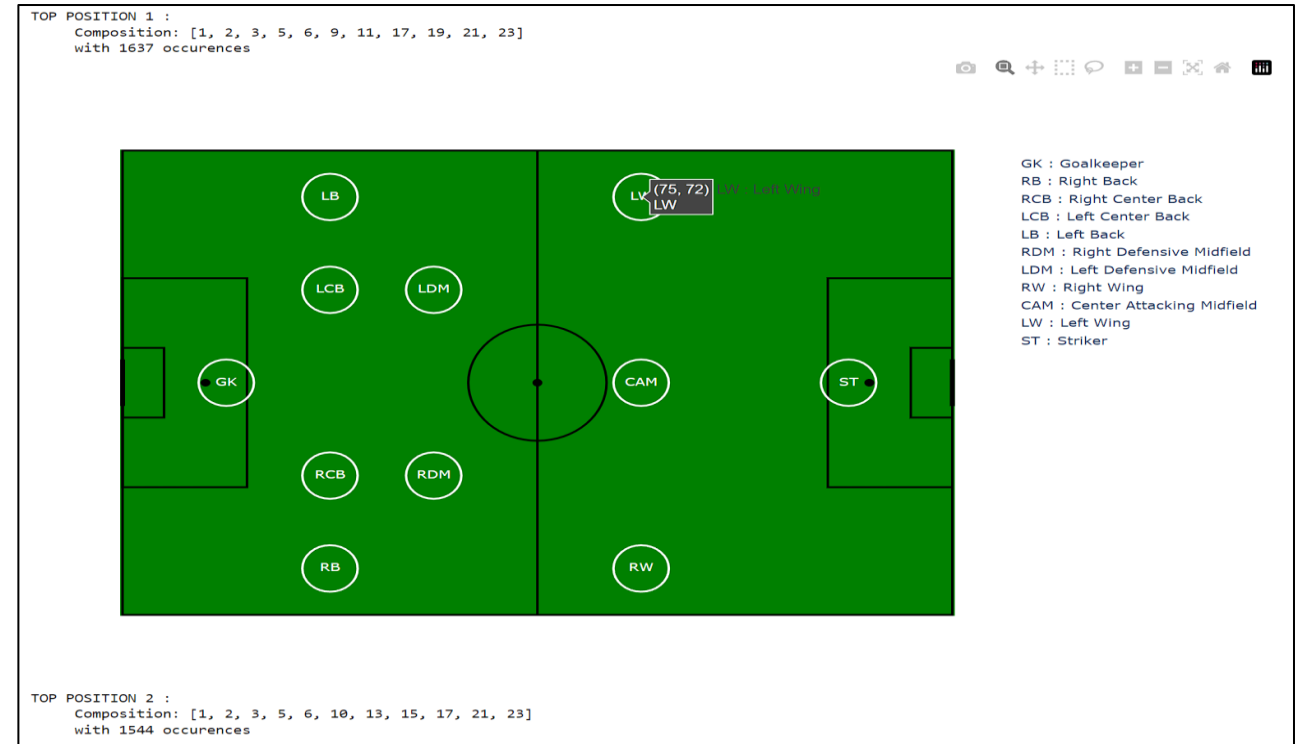 TOP POSITION 1 :
Composition: [1, 2, 3, 5, 6, 9, 11, 17, 19, 21, 23]
with 1637 occurences
GK : Goalkeeper
RB : Right Back
RCB : Right Center Back
LCB : Left Center Back
LB : Left Back
RDM : Right Defensive Midfield
LDM : Left Defensive Midfield
RW : Right Wing
CAM : Center Attacking Midfield
LW : Left Wing
ST : Striker
LB
(75, 72) LW : Left Wing
LW
LCB
LDM
GK
CAM
ST
RCB
RDM
RB
RW
TOP POSITION 2 :
Composition: [1, 2, 3, 5, 6, 10, 13, 15, 17, 21, 23]
with 1544 occurences